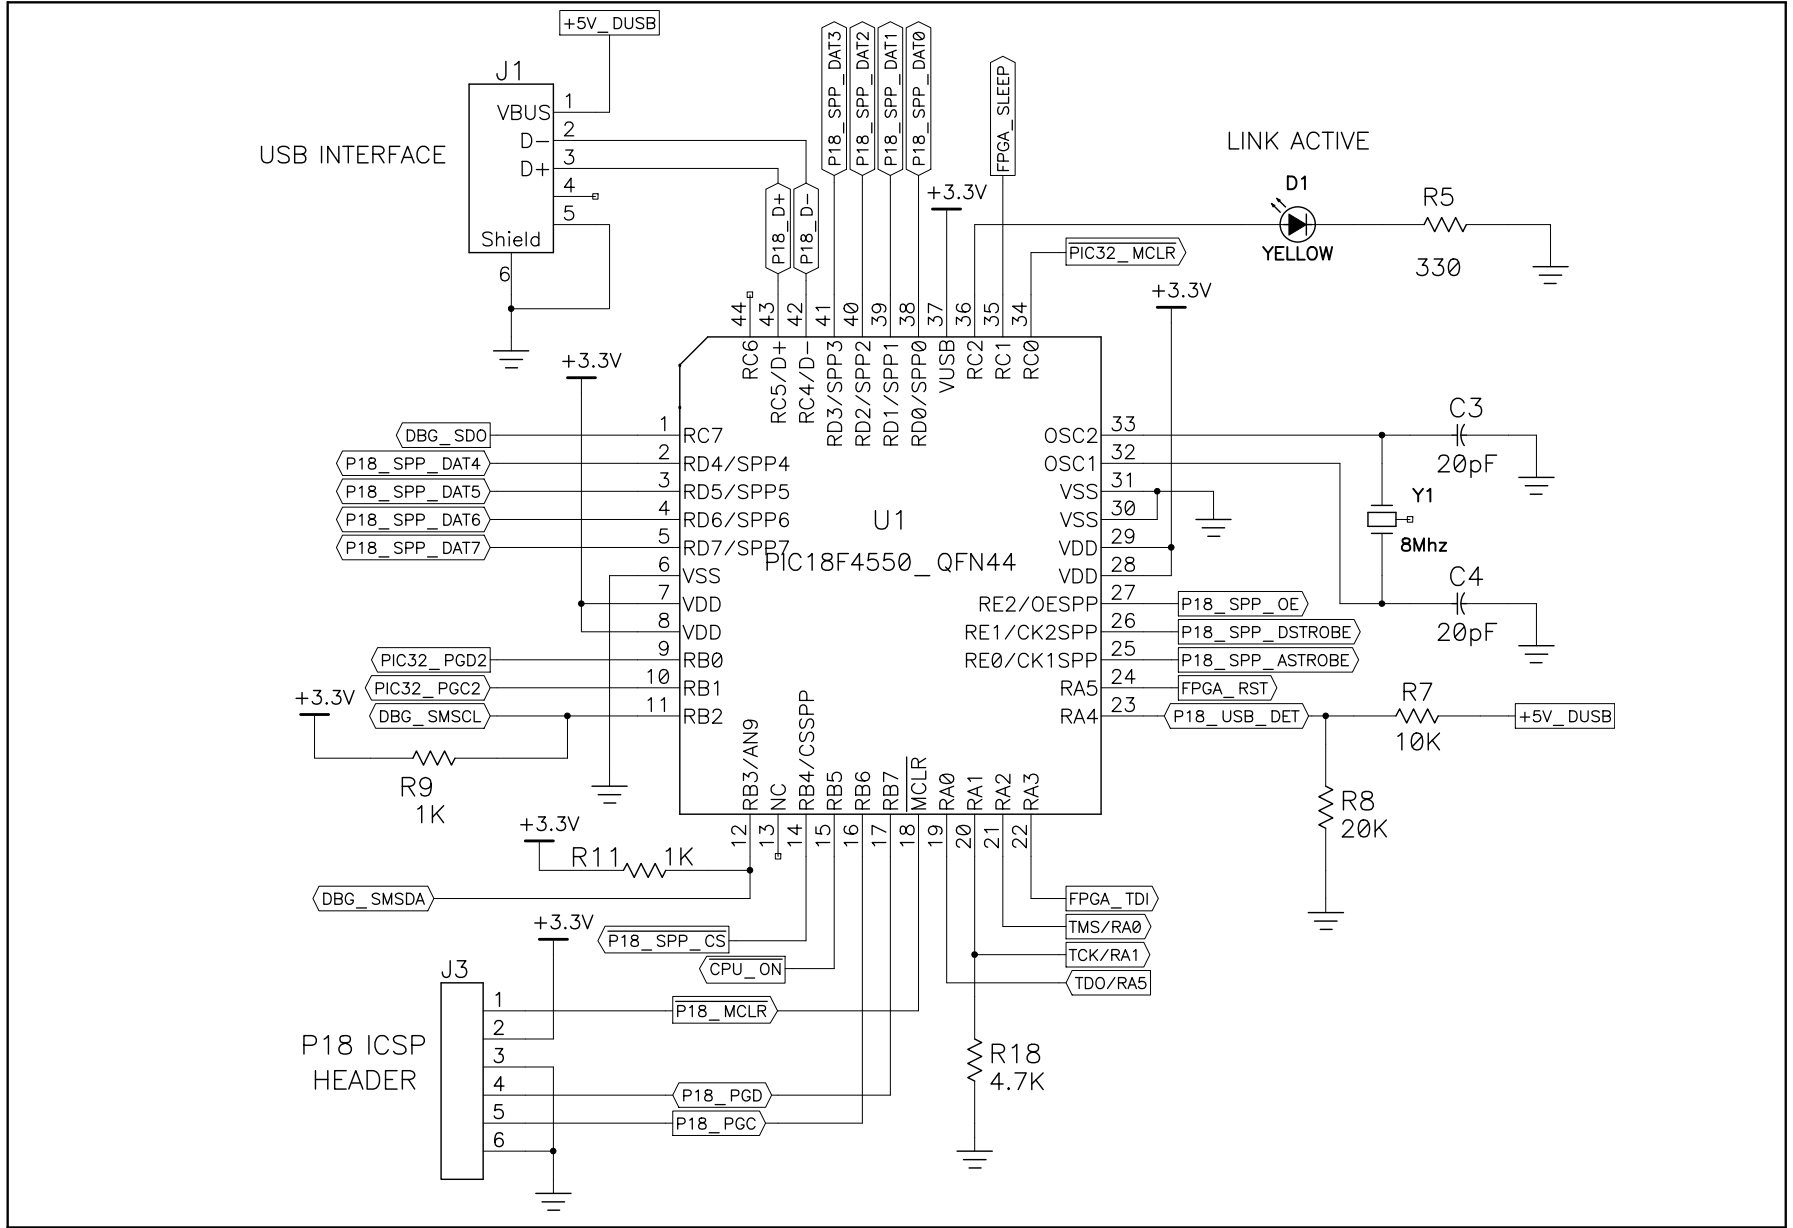 +5V_DUSB
J1
VBUS 1
D- 2
D+ 3
4
5
Shield
6
USB INTERFACE
P18_D+
P18_D-
P18_SPP_DAT3
P18_SPP_DAT2
P18_SPP_DAT1
P18_SPP_DAT0
+3.3V
FPGA_SLEEP
PIC32_MCLR
LINK ACTIVE
D1
YELLOW
R5
330
+3.3V
+3.3V
44 43 42 41 40 39 38 37 36 35 34
RC6
RC5/D+
RC4/D-
RD3/SPP3
RD2/SPP2
RD1/SPP1
RD0/SPP0
VUSB
RC2
RC1
RC0
DBG_SDO 1 RC7
P18_SPP_DAT4 2 RD4/SPP4
P18_SPP_DAT5 3 RD5/SPP5
P18_SPP_DAT6 4 RD6/SPP6
P18_SPP_DAT7 5 RD7/SPP7
6 VSS
7 VDD
8 VDD
PIC32_PGD2 9 RB0
PIC32_PGC2 10 RB1
DBG_SMSCL 11 RB2
+3.3V
R9
1K
U1
PIC18F4550_QFN44
OSC2 33
OSC1 32
VSS 31
VSS 30
VDD 29
VDD 28
RE2/OESPP 27 P18_SPP_OE
RE1/CK2SPP 26 P18_SPP_DSTROBE
RE0/CK1SPP 25 P18_SPP_ASTROBE
RA5 24 FPGA_RST
RA4 23 P18_USB_DET
C3
20pF
Y1
8Mhz
C4
20pF
R7
10K
+5V_DUSB
R8
20K
RB3/AN9
NC
RB4/CSSPP
RB5
RB6
RB7
MCLR
RA0
RA1
RA2
RA3
12 13 14 15 16 17 18 19 20 21 22
+3.3V
R11 1K
DBG_SMSDA
+3.3V
P18_SPP_CS
CPU_ON
FPGA_TDI
TMS/RA0
TCK/RA1
TDO/RA5
J3
P18 ICSP
HEADER
1 P18_MCLR
2
3
4 P18_PGD
5 P18_PGC
6
R18
4.7K